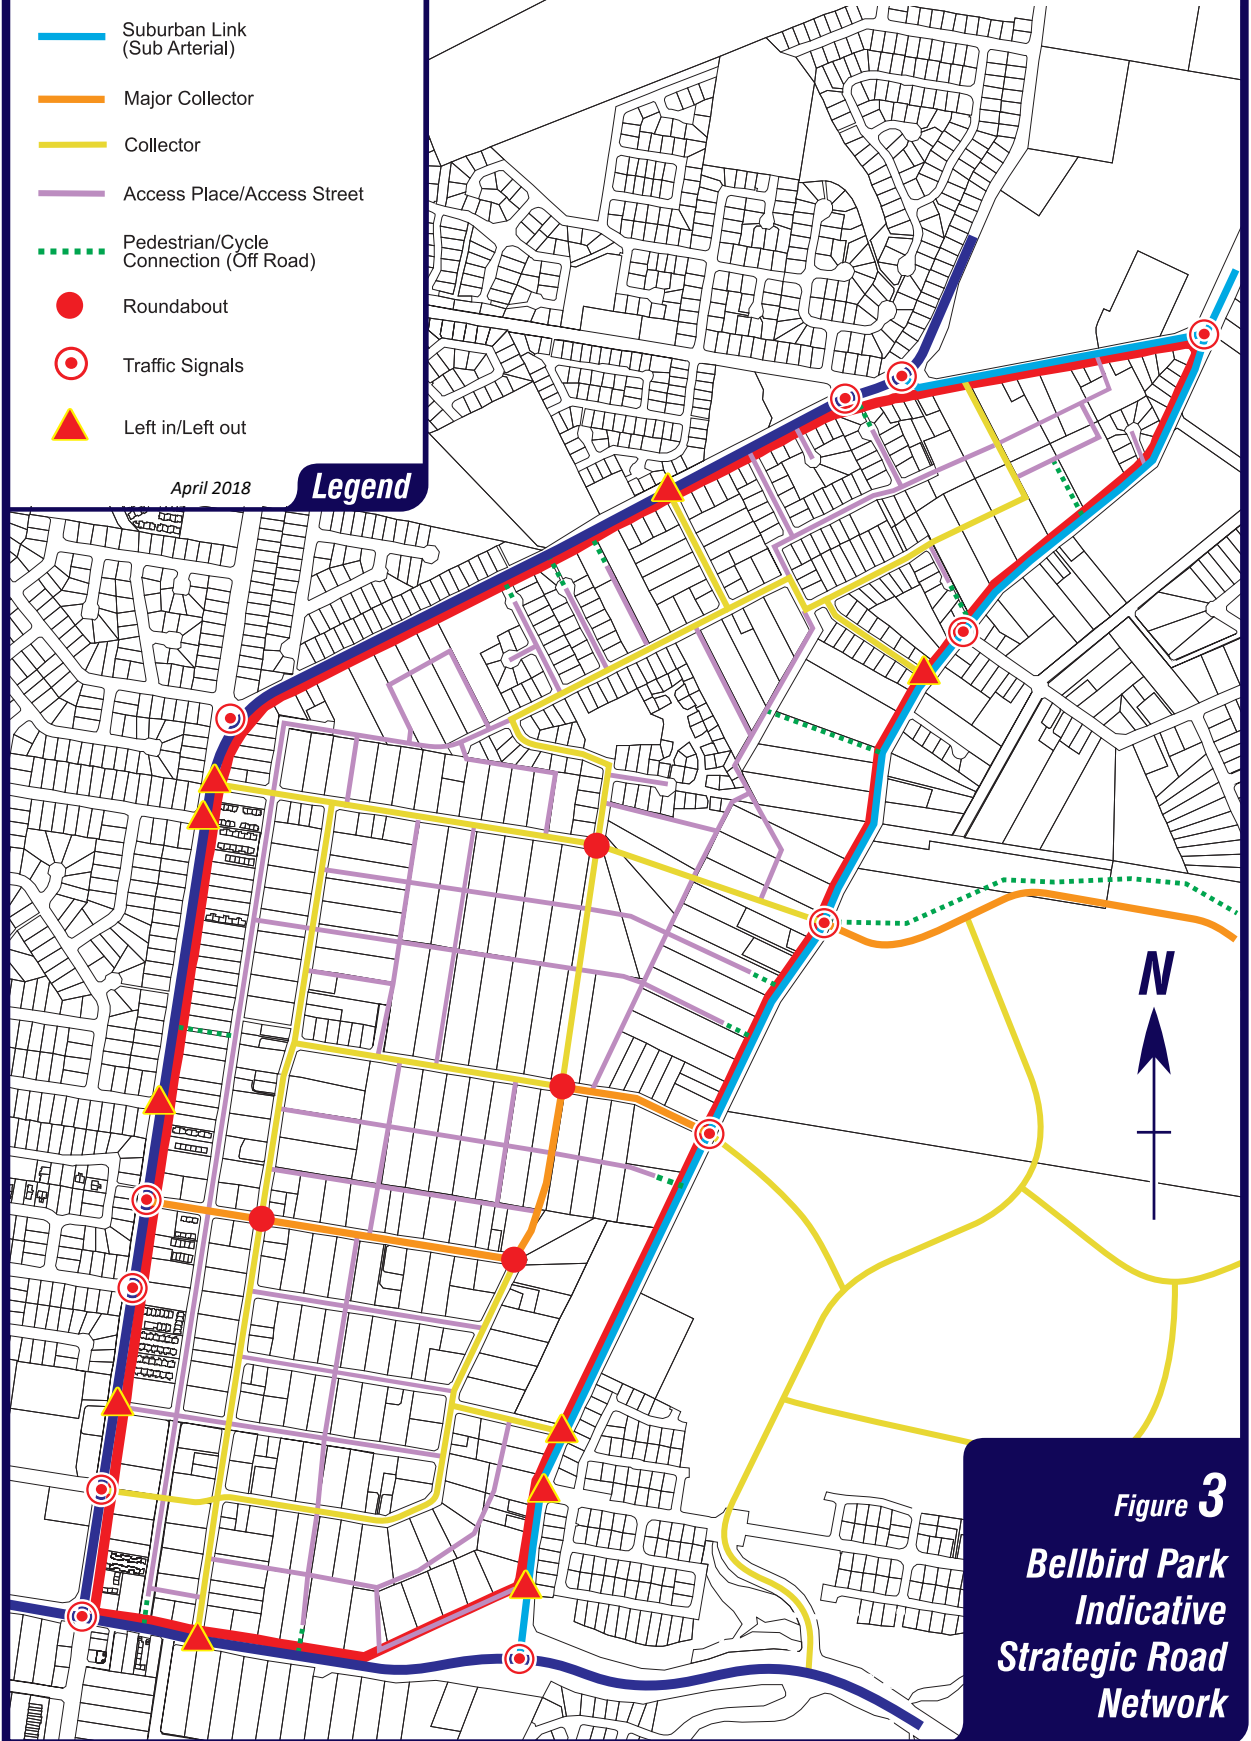 Suburban Link
(Sub Arterial)
Major Collector
Collector
Access Place/Access Street
Pedestrian/Cycle
Connection (Off Road)
Roundabout
Traffic Signals
Left in/Left out
April 2018
Legend
N
Figure 3
Bellbird Park
Indicative
Strategic Road
Network